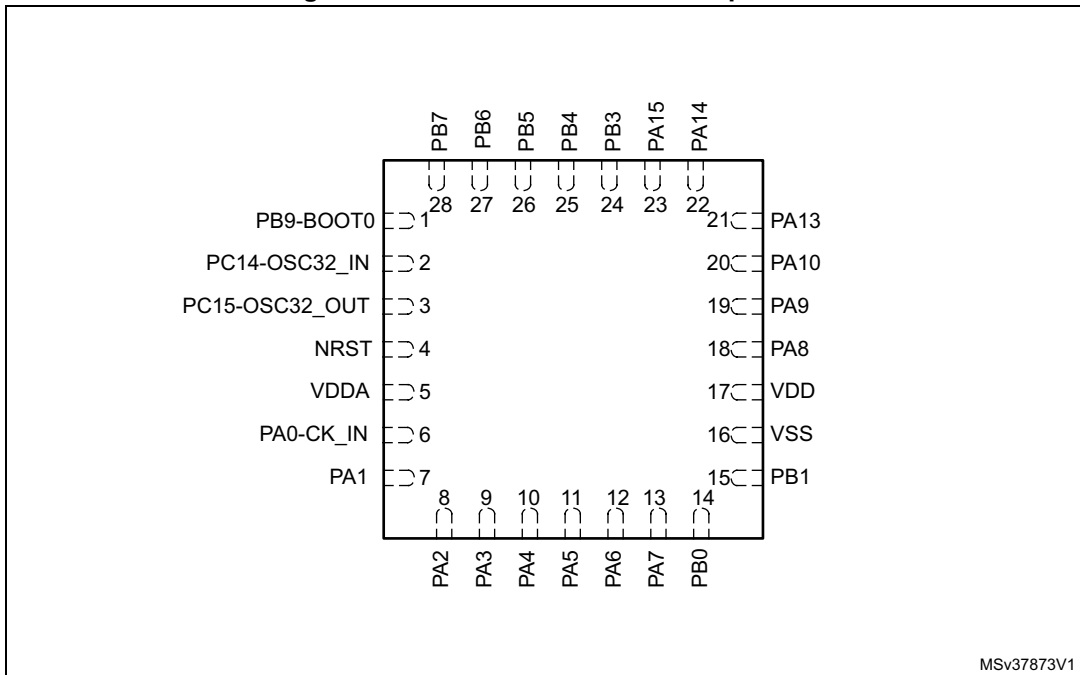 PB7
PB6
PB5
PB4
PB3
PA15
PA14
28
27
26
25
24
23
22
PB9-BOOT0 1
PC14-OSC32_IN 2
PC15-OSC32_OUT 3
NRST 4
VDDA 5
PA0-CK_IN 6
PA1 7
21 PA13
20 PA10
19 PA9
18 PA8
17 VDD
16 VSS
15 PB1
8
9
10
11
12
13
14
PA2
PA3
PA4
PA5
PA6
PA7
PB0
MSv37873V1